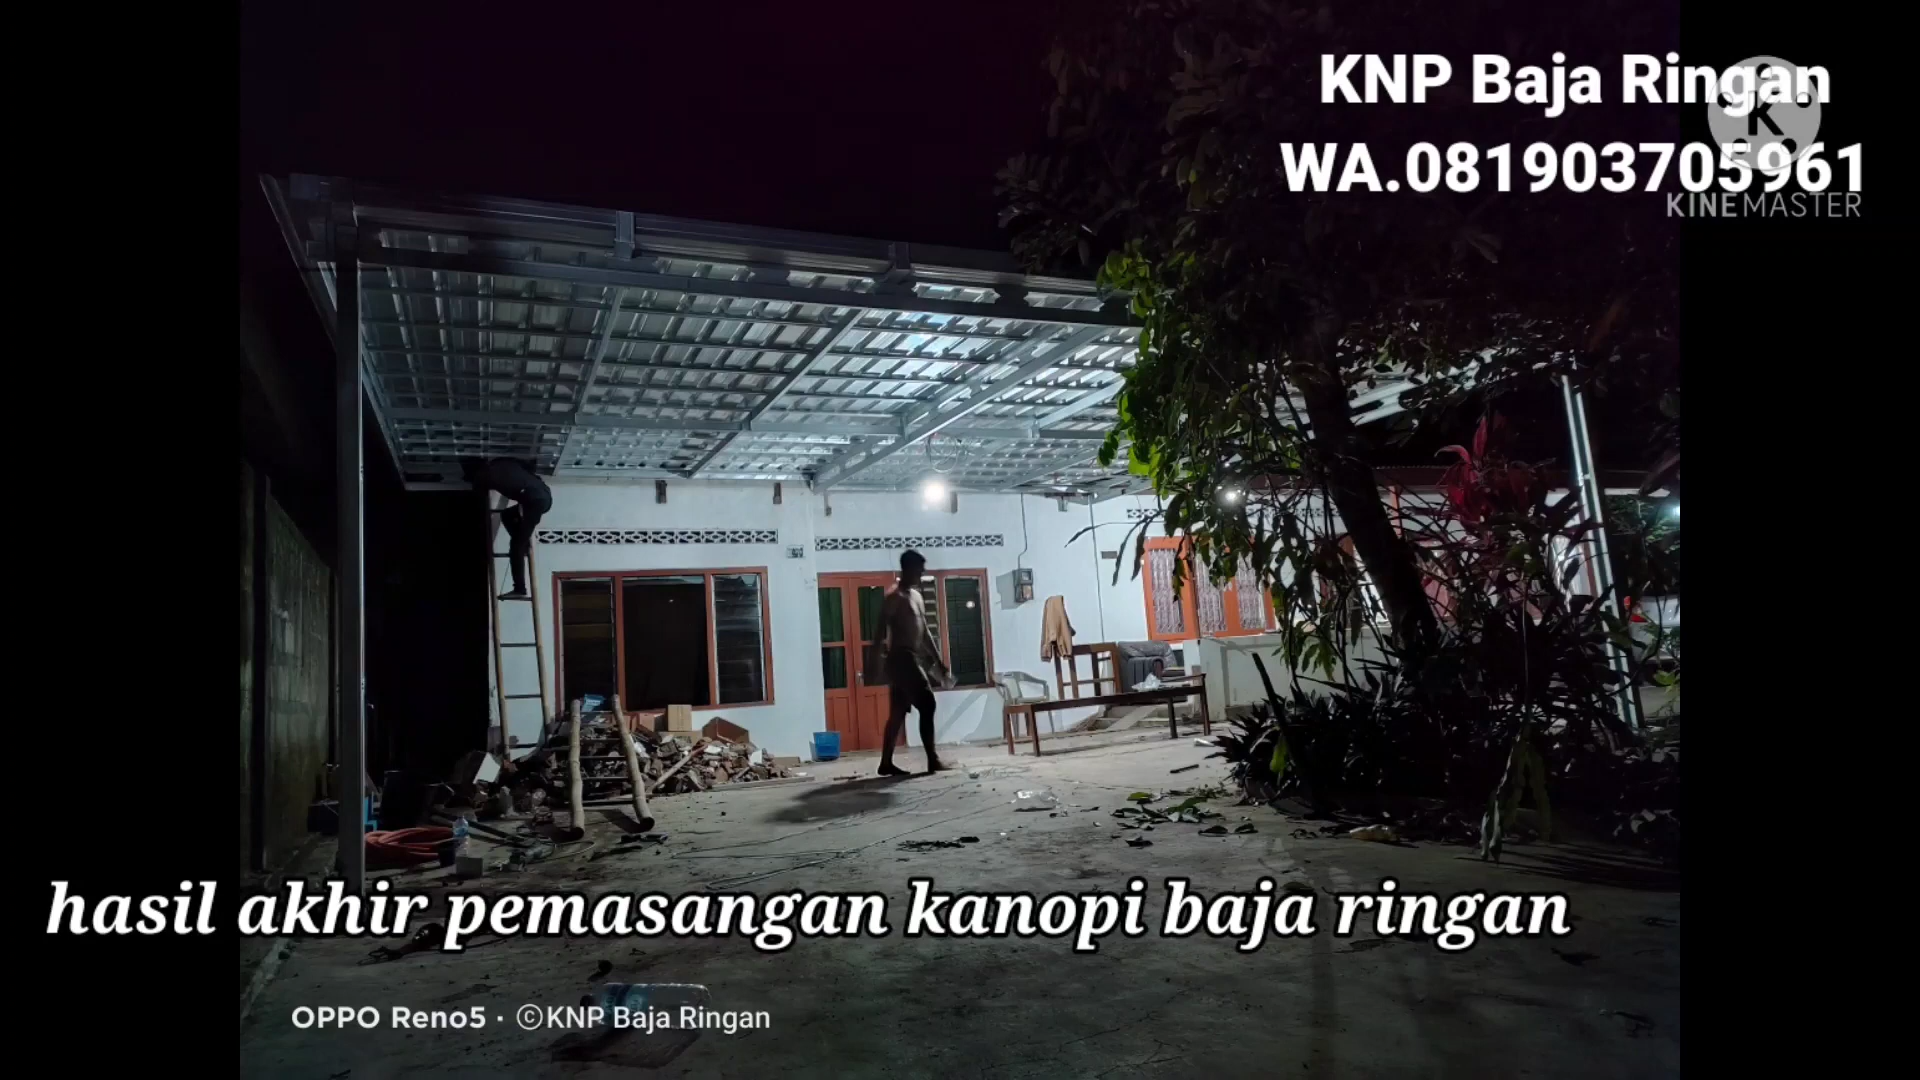 KNP Baja Ringan
WA.081903705961
KINEMASTER
hasil akhir pemasangan kanopi baja ringan
OPPO Reno5 · ©KNP Baja Ringan